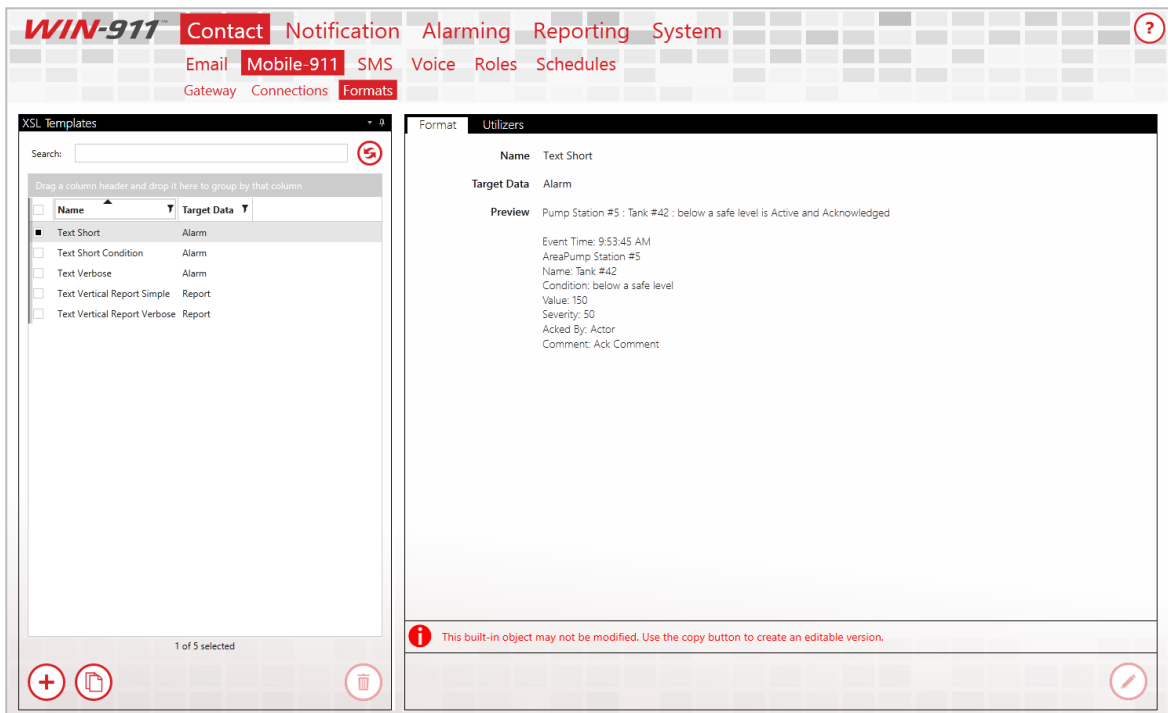 WIN-911™ Contact Notification Alarming Reporting System ?
Email Mobile-911 SMS Voice Roles Schedules
Gateway Connections Formats
XSL Templates
Search:
Drag a column header and drop it here to group by that column
Name Target Data
Text Short Alarm
Text Short Condition Alarm
Text Verbose Alarm
Text Vertical Report Simple Report
Text Vertical Report Verbose Report
1 of 5 selected
Format Utilizers
Name Text Short
Target Data Alarm
Preview Pump Station #5 : Tank #42 : below a safe level is Active and Acknowledged
Event Time: 9:53:45 AM
AreaPump Station #5
Name: Tank #42
Condition: below a safe level
Value: 150
Severity: 50
Acked By: Actor
Comment: Ack Comment
This built-in object may not be modified. Use the copy button to create an editable version.